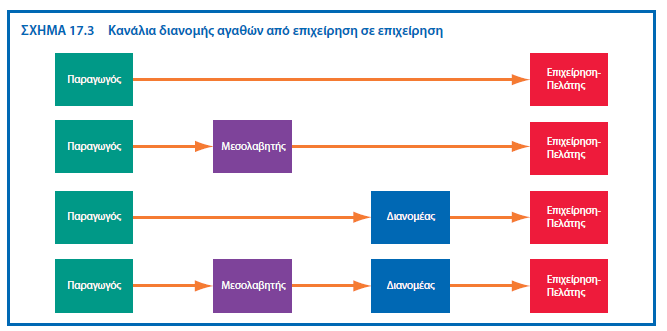 ΣΧΗΜΑ 17.3 Κανάλια διανομής αγαθών από επιχείρηση σε επιχείρηση
Παραγωγός
Επιχείρηση-
Πελάτης
Παραγωγός
Μεσολαβητής
Επιχείρηση-
Πελάτης
Παραγωγός
Διανομέας
Επιχείρηση-
Πελάτης
Παραγωγός
Μεσολαβητής
Διανομέας
Επιχείρηση-
Πελάτης